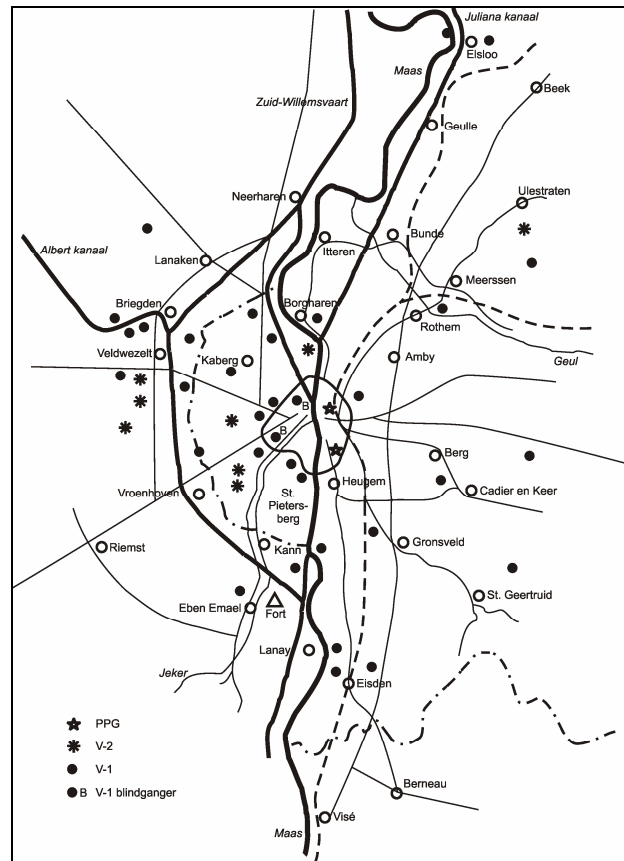 Juliana kanaal
Elsloo
Maas
Beek
Zuid-Willemsvaart
Geulle
Neerharen
Ulestraten
Bunde
Itteren
Albert kanaal
Lanaken
Meerssen
Briegden
Borgharen
Rothem
Veldwezelt
Kaberg
Amby
Geul
B
B
Berg
Heugem
Cadier en Keer
Vroenhoven
St.
Pieters-
berg
Riemst
Kann
Gronsveld
Eben Emael
Fort
St. Geertruid
Lanay
Jeker
Eisden
PPG
V-2
V-1
B V-1 blindganger
Berneau
Visé
Maas